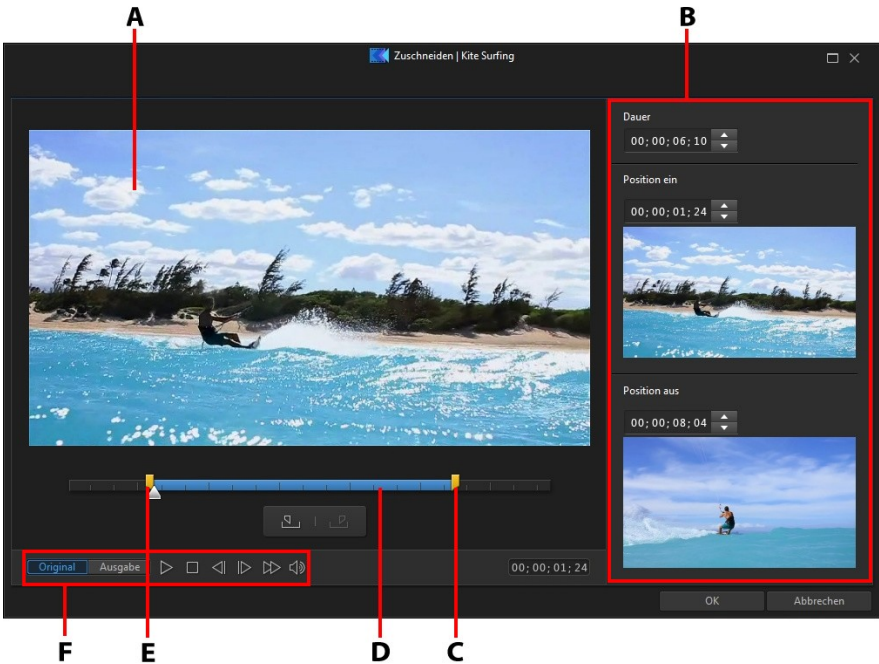 A
B
Zuschneiden | Kite Surfing
Dauer
00; 00; 06; 10
Position ein
00; 00; 01; 24
Position aus
00; 00; 08; 04
Original Ausgabe
00; 00; 01; 24
OK Abbrechen
F E D C